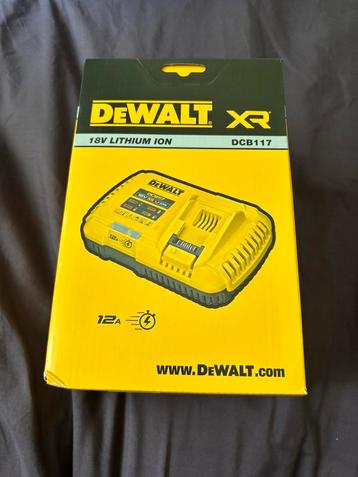 DEWALT XR
18V LITHIUM ION DCB117
DEWALT
12A
www.DEWALT.com